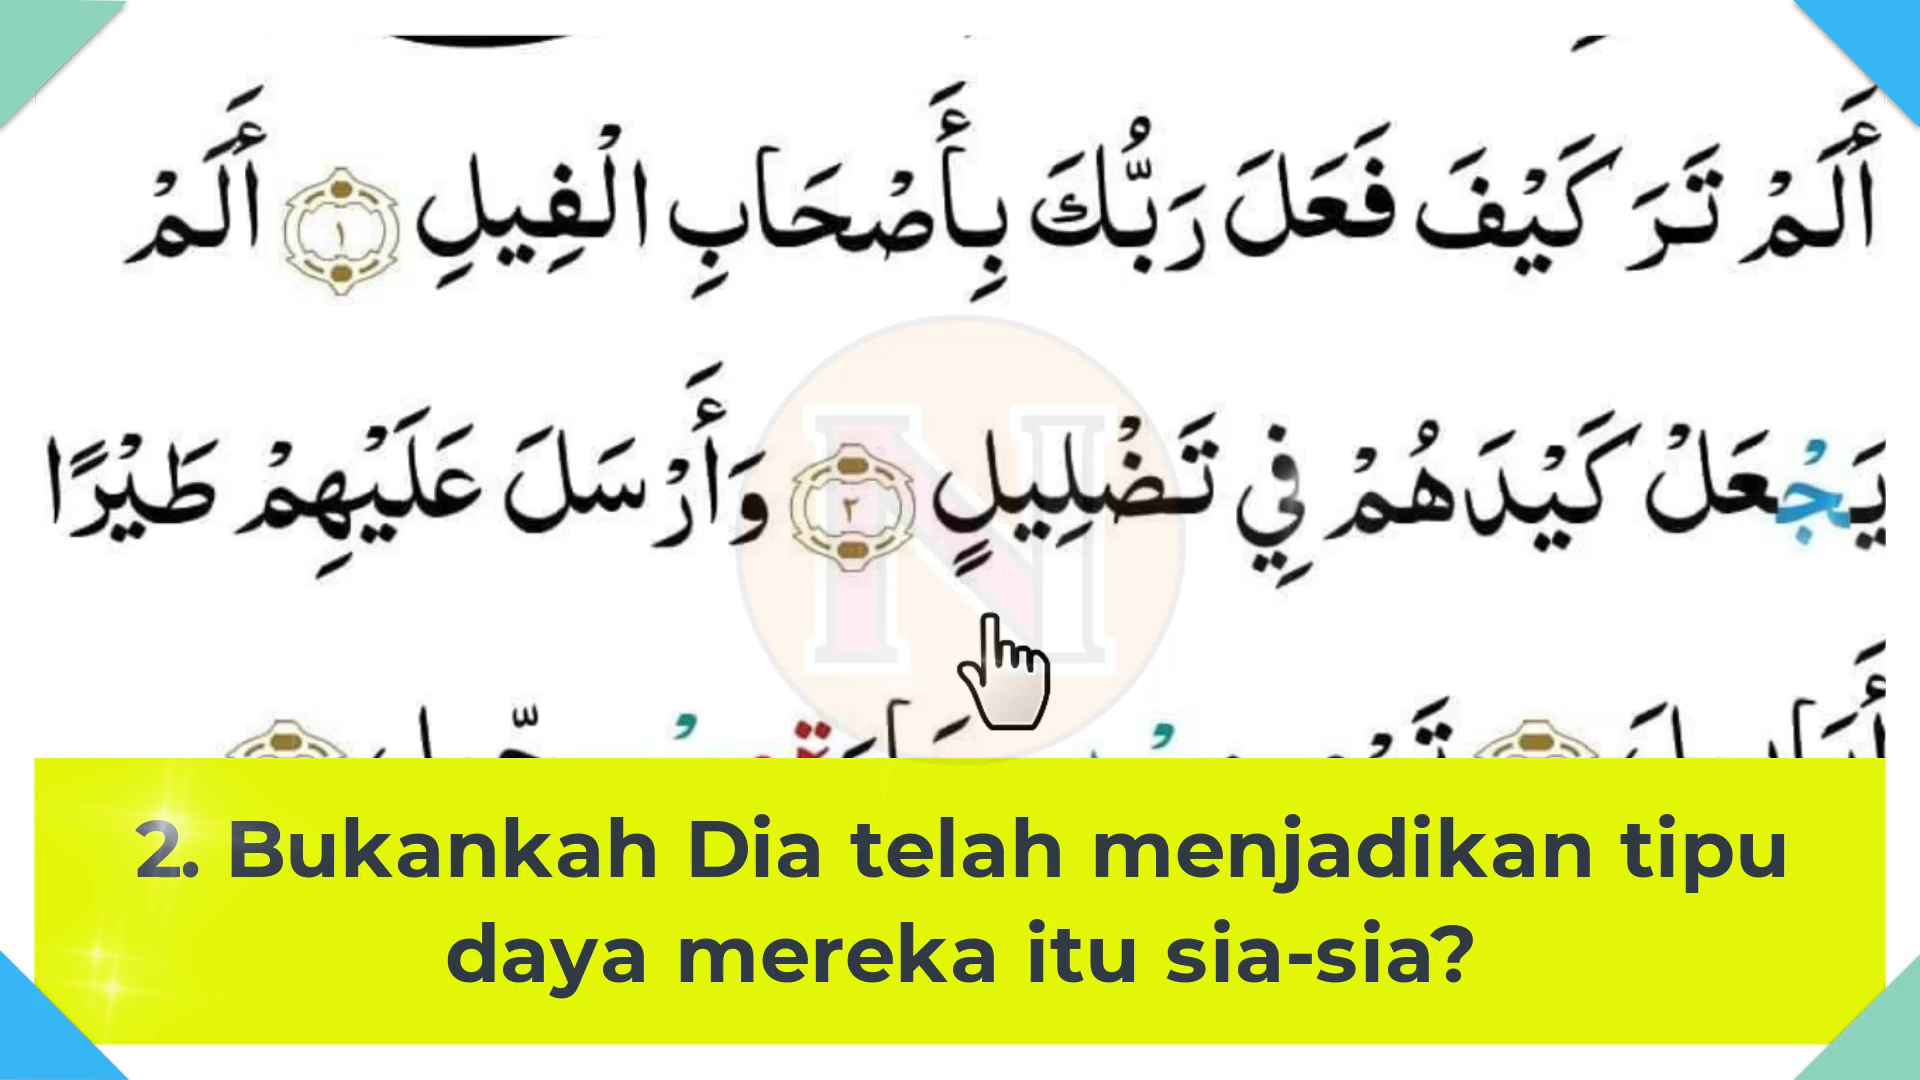 أَلَمْ تَرَ كَيْفَ فَعَلَ رَبُّكَ بِأَصْحَابِ الْفِيلِ ١ أَلَمْ
يَجْعَلْ كَيْدَهُمْ فِي تَضْلِيلٍ ٢ وَأَرْسَلَ عَلَيْهِمْ طَيْرًا
N
2. Bukankah Dia telah menjadikan tipu
daya mereka itu sia-sia?